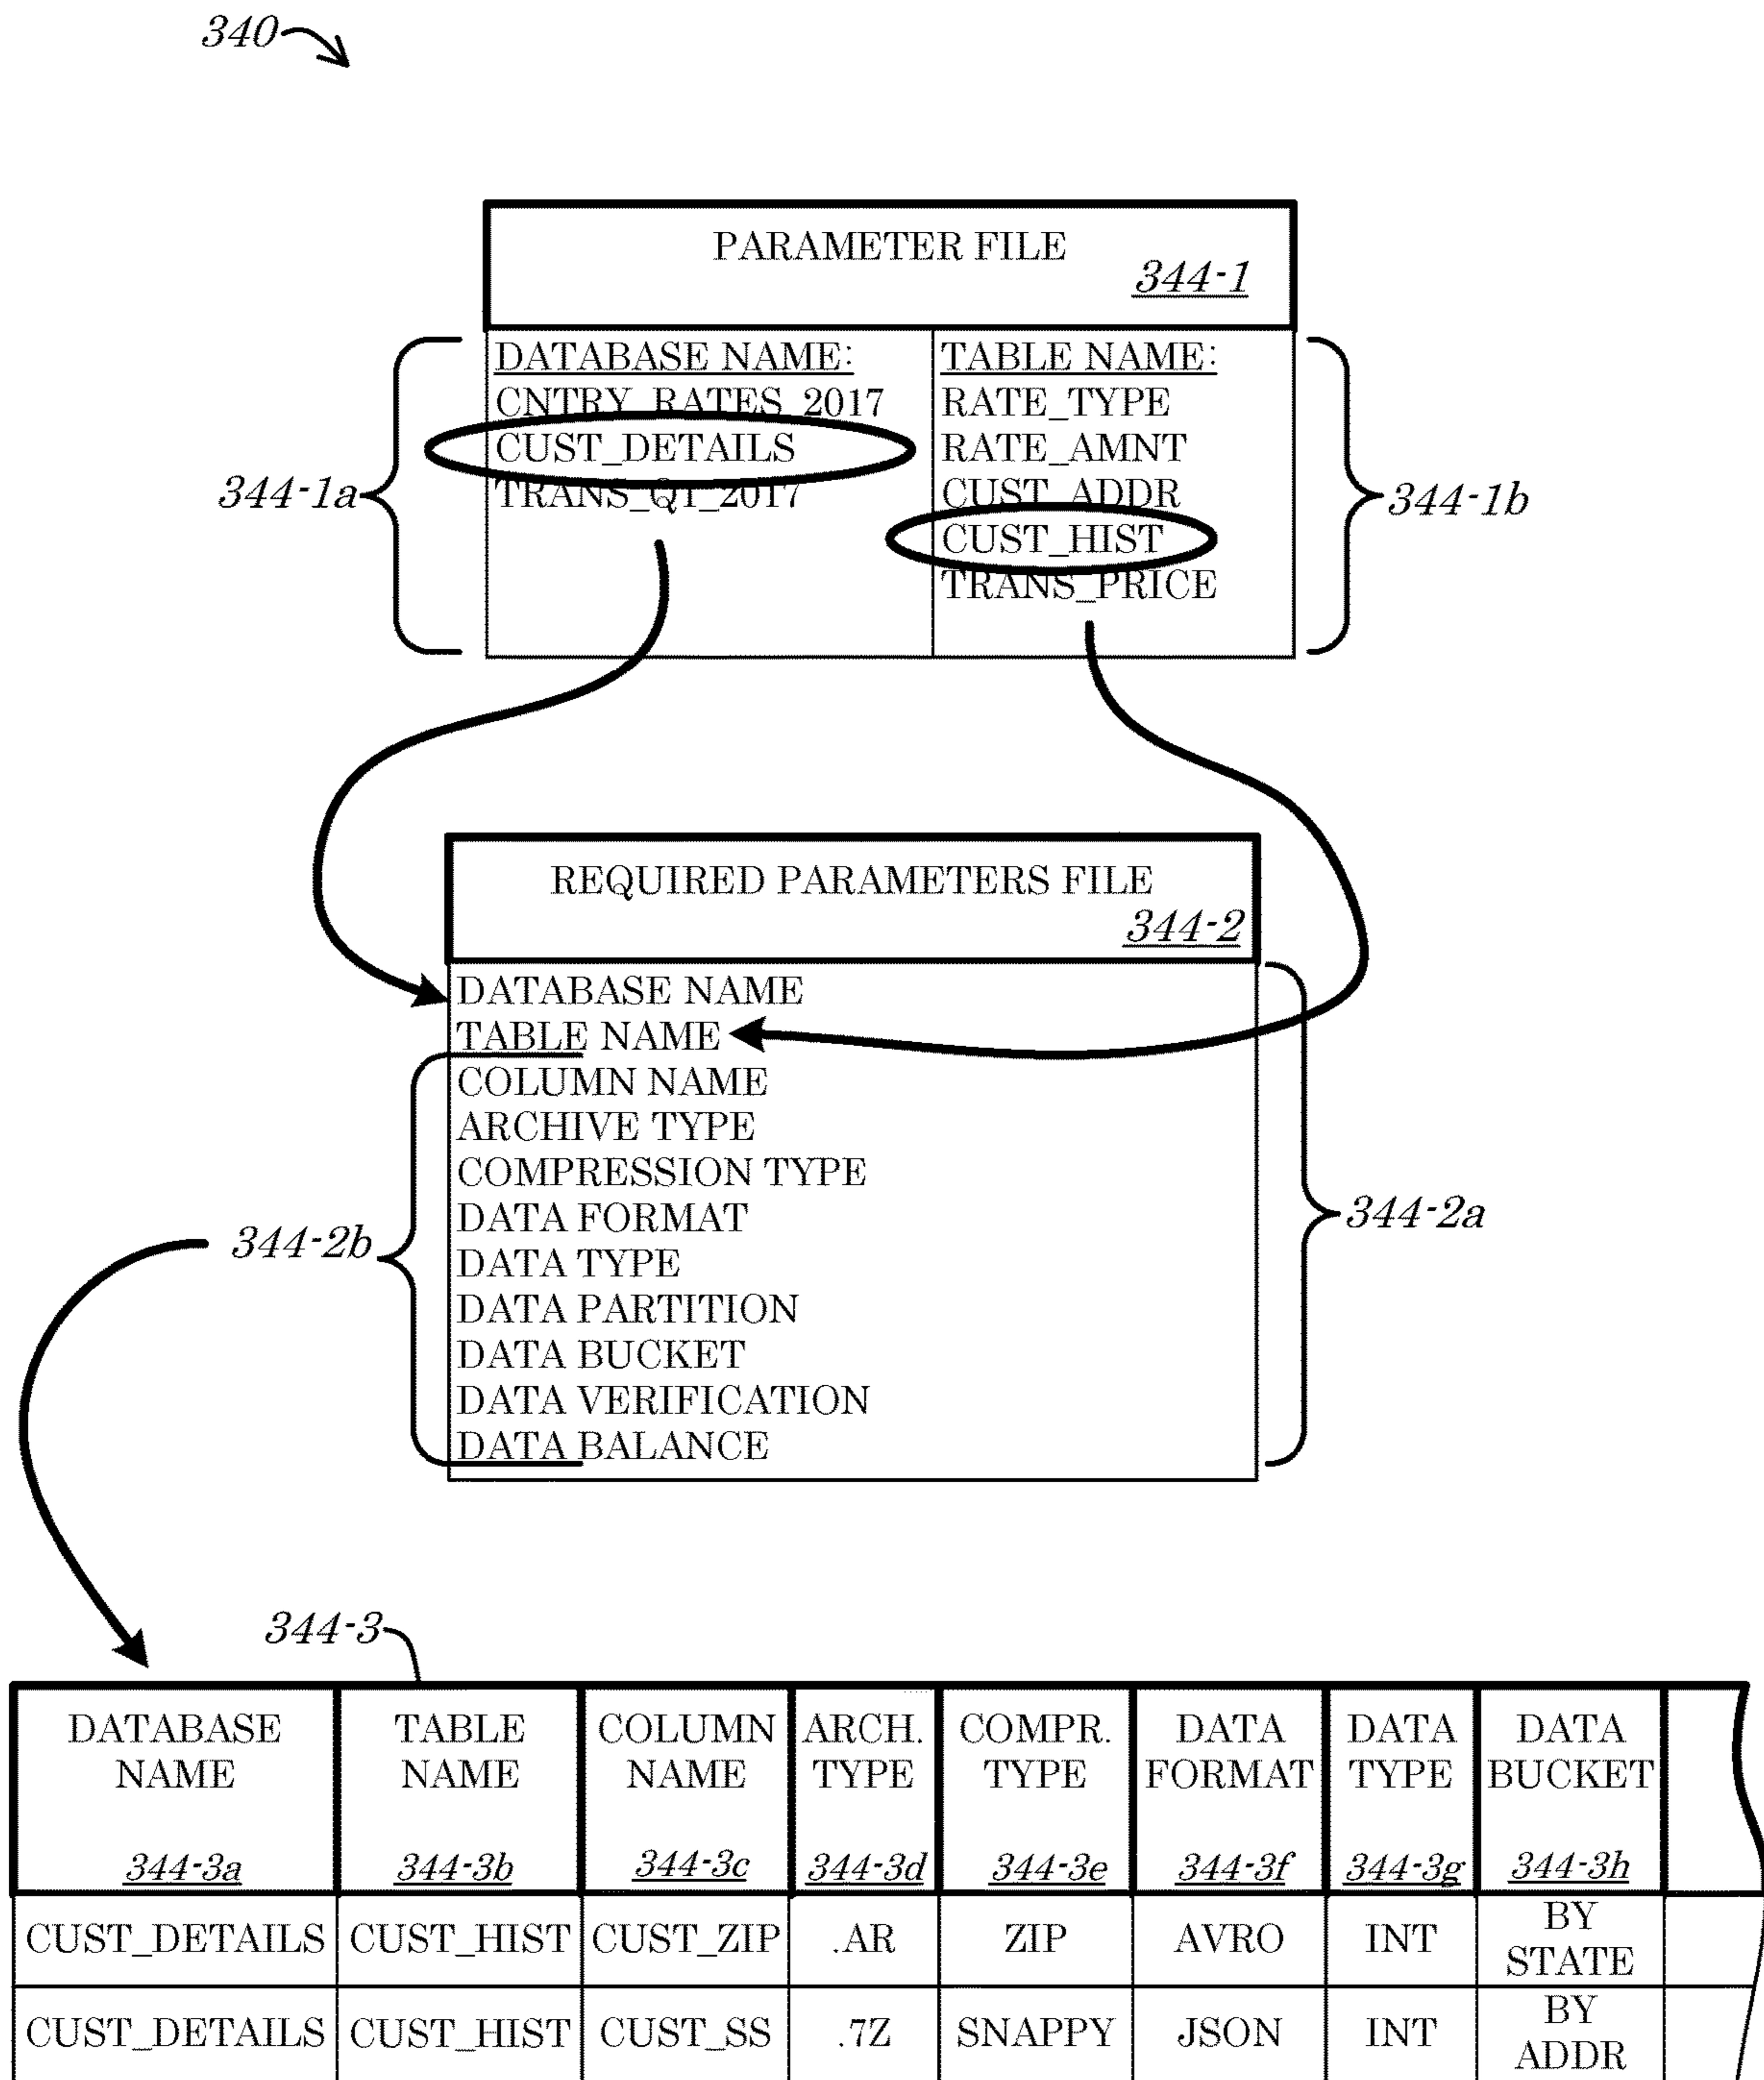 340
PARAMETER FILE
344-1
DATABASE NAME:
CNTRY_RATES_2017
CUST_DETAILS
TRANS_Q1_2017
TABLE NAME:
RATE_TYPE
RATE_AMNT
CUST_ADDR
CUST_HIST
TRANS_PRICE
344-1a
344-1b
REQUIRED PARAMETERS FILE
344-2
DATABASE NAME
TABLE NAME
COLUMN NAME
ARCHIVE TYPE
COMPRESSION TYPE
DATA FORMAT
DATA TYPE
DATA PARTITION
DATA BUCKET
DATA VERIFICATION
DATA BALANCE
344-2b
344-2a
344-3
DATABASE NAME 344-3a
TABLE NAME 344-3b
COLUMN NAME 344-3c
ARCH. TYPE 344-3d
COMPR. TYPE 344-3e
DATA FORMAT 344-3f
DATA TYPE 344-3g
DATA BUCKET 344-3h
CUST_DETAILS CUST_HIST CUST_ZIP .AR ZIP AVRO INT BY STATE
CUST_DETAILS CUST_HIST CUST_SS .7Z SNAPPY JSON INT BY ADDR